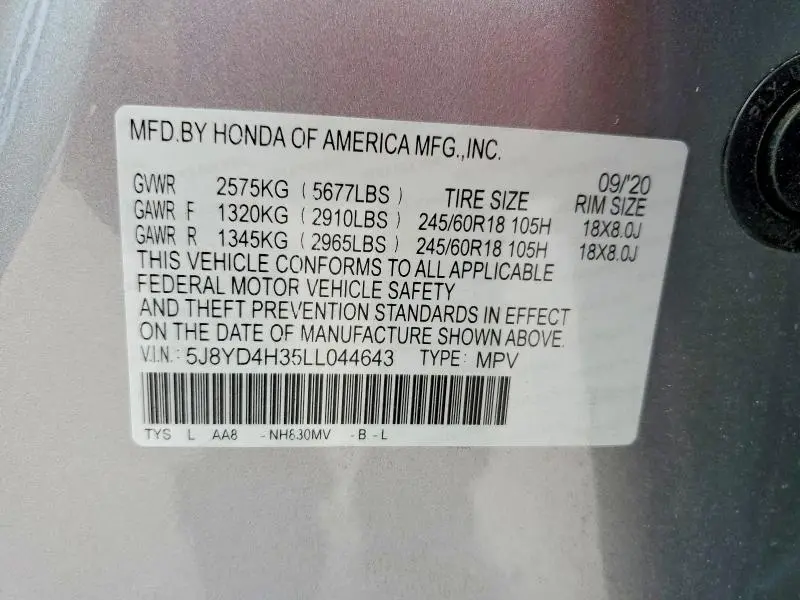 MFD.BY HONDA OF AMERICA MFG.,INC.
09/'20
GVWR 2575KG ( 5677LBS ) TIRE SIZE RIM SIZE
GAWR F 1320KG ( 2910LBS ) 245/60R18 105H 18X8.0J
GAWR R 1345KG ( 2965LBS ) 245/60R18 105H 18X8.0J
THIS VEHICLE CONFORMS TO ALL APPLICABLE
FEDERAL MOTOR VEHICLE SAFETY
AND THEFT PREVENTION STANDARDS IN EFFECT
ON THE DATE OF MANUFACTURE SHOWN ABOVE.
V.I.N.: 5J8YD4H35LL044643 TYPE: MPV
TYS L AA8 -NH830MV -B-L